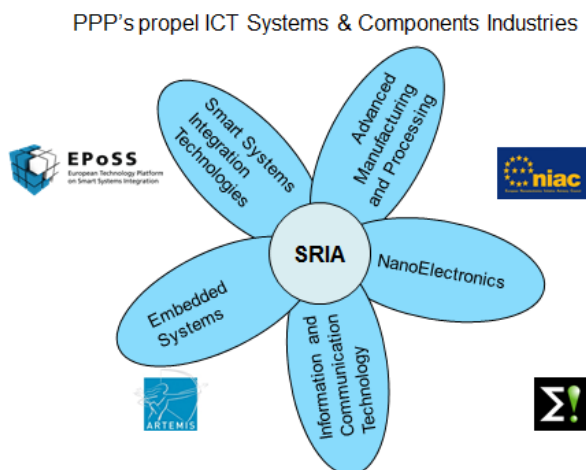 PPP's propel ICT Systems & Components Industries
Smart Systems
Integration
Technologies
Advanced
Manufacturing
and Processing
EPoSS
European Technology Platform
on Smart Systems Integration
niac
SRIA
NanoElectronics
Embedded
Systems
Information and
Communication
Technology
ARTEMIS
Σ!